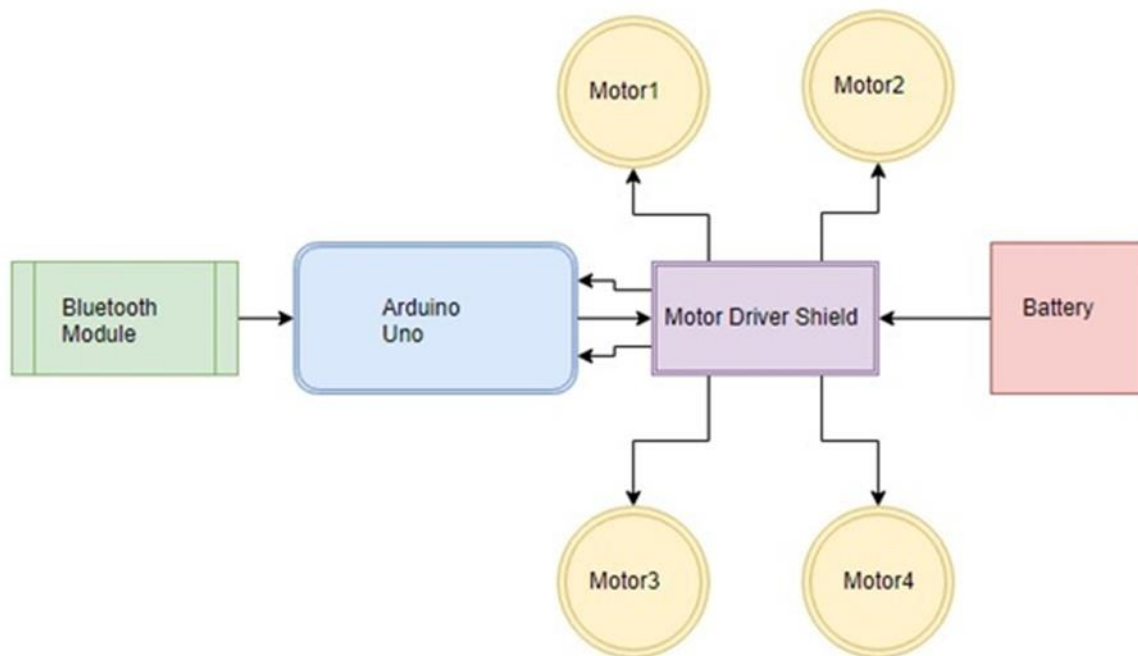 Motor1
Motor2
Bluetooth
Module
Arduino
Uno
Motor Driver Shield
Battery
Motor3
Motor4